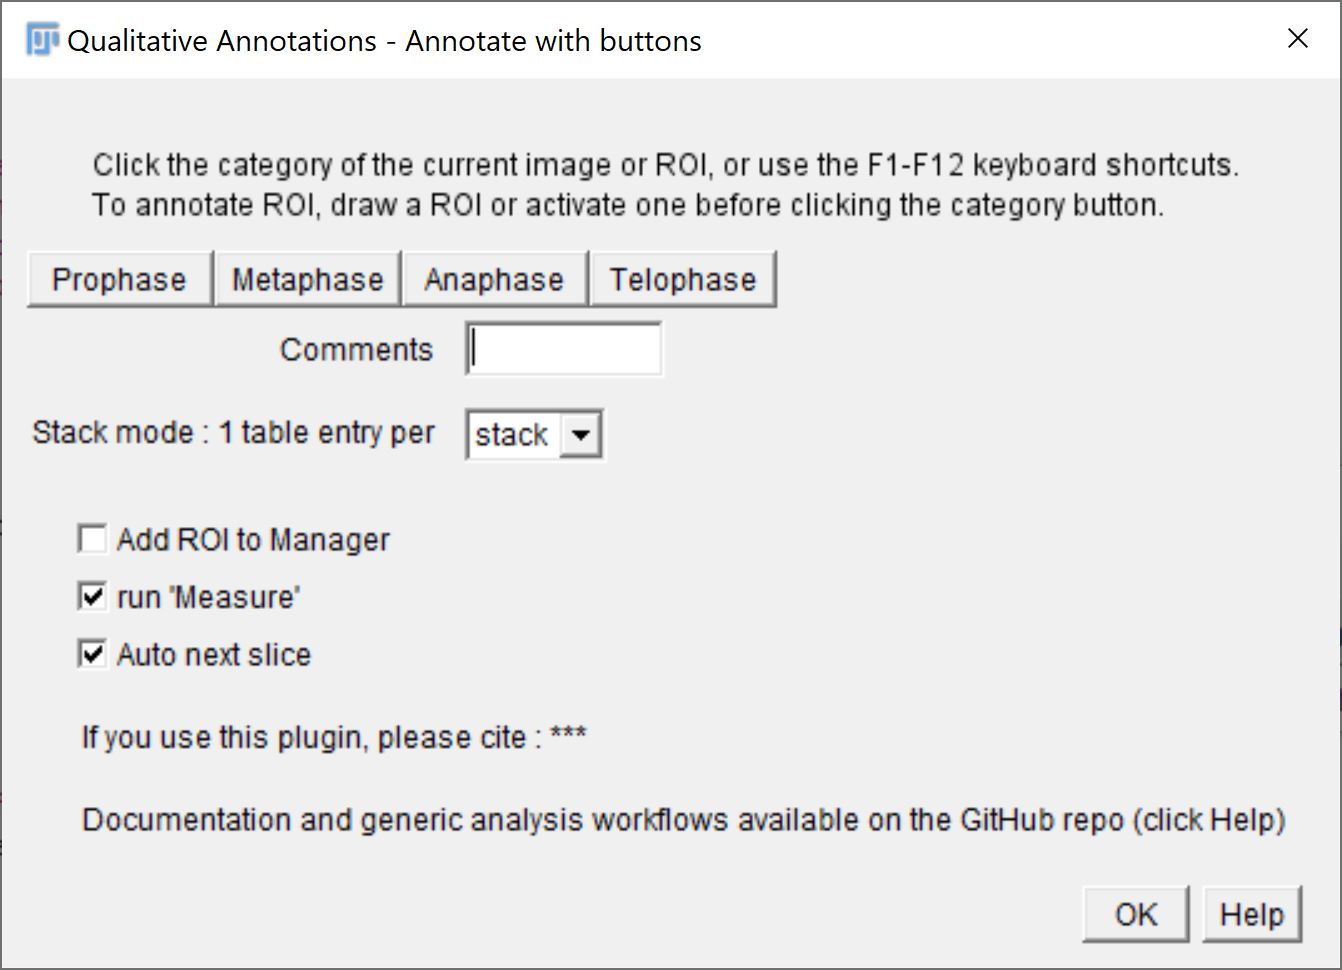 Qualitative Annotations - Annotate with buttons
Click the category of the current image or ROI, or use the F1-F12 keyboard shortcuts.
To annotate ROI, draw a ROI or activate one before clicking the category button.
Prophase Metaphase Anaphase Telophase
Comments
Stack mode : 1 table entry per stack
Add ROI to Manager
run 'Measure'
Auto next slice
If you use this plugin, please cite : ***
Documentation and generic analysis workflows available on the GitHub repo (click Help)
OK Help